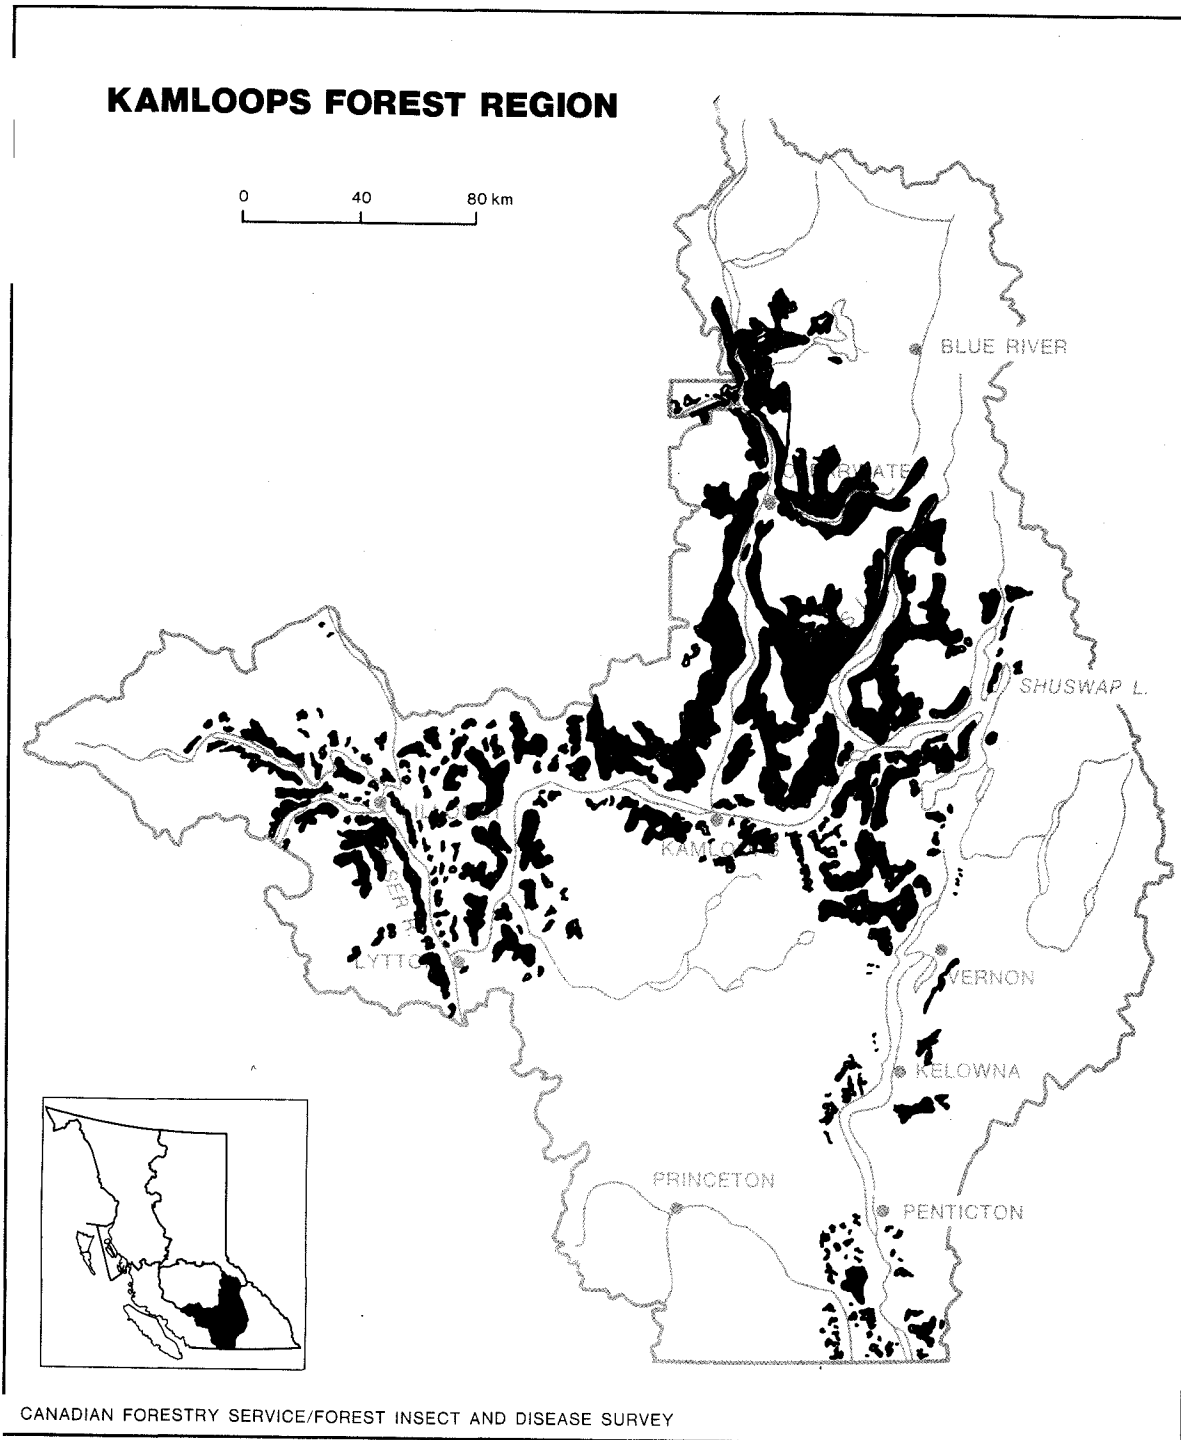 KAMLOOPS FOREST REGION
0 40 80 km
BLUE RIVER
SHUSWAP L.
KAMLOOPS
VERNON
KELOWNA
PRINCETON
PENTICTON
CANADIAN FORESTRY SERVICE/FOREST INSECT AND DISEASE SURVEY